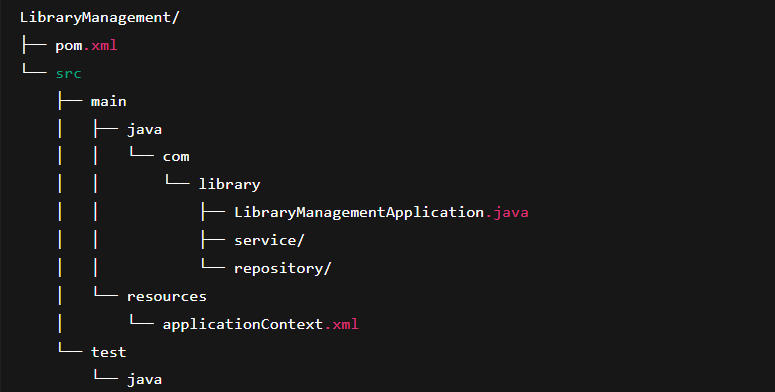 LibraryManagement/
├── pom.xml
└── src
    ├── main
    │   ├── java
    │   │   └── com
    │   │       └── library
    │   │           ├── LibraryManagementApplication.java
    │   │           ├── service/
    │   │           └── repository/
    │   └── resources
    │       └── applicationContext.xml
    └── test
        └── java